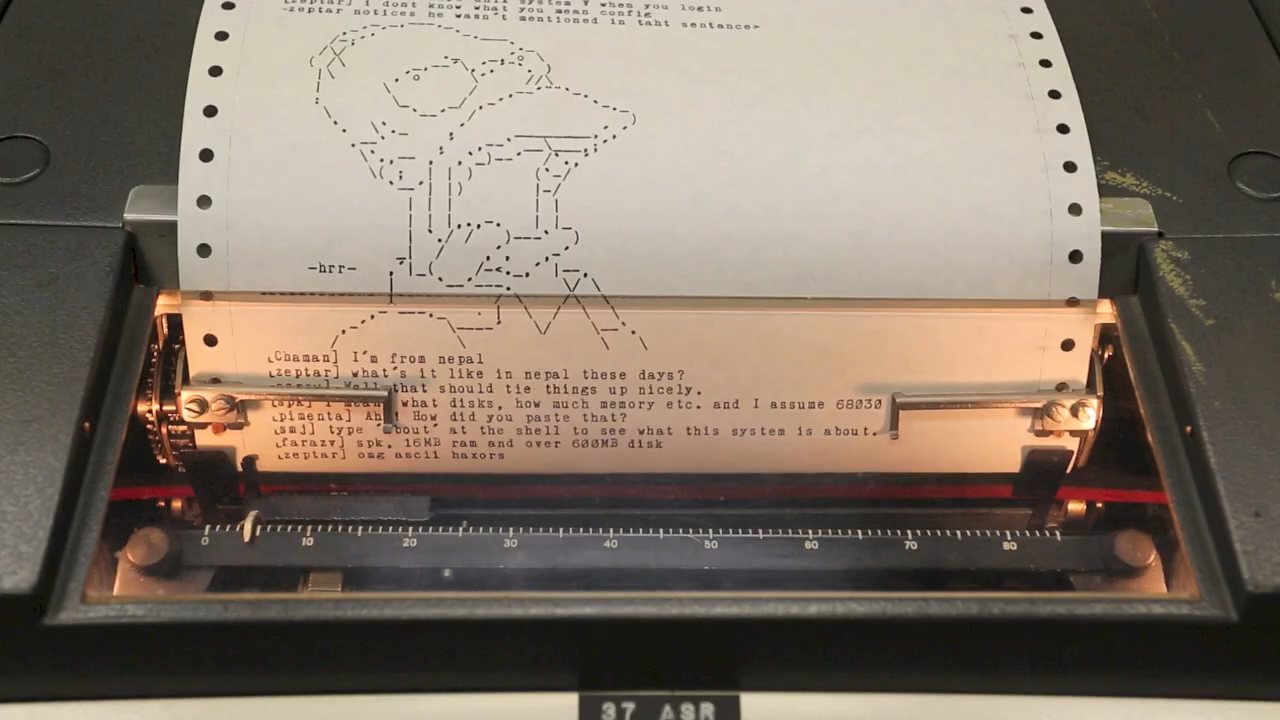 [zeptar] i dont know what you mean config
-zeptar notices he wasn't mentioned in taht sentance>
-hrr-
[Chaman] I'm from nepal
[zeptar] what's it like in nepal these days?
Well that should tie things up nicely.
[spk] I mean what disks, how much memory etc. and I assume 68030
[pimenta] Ah! How did you paste that?
[smj] type 'about' at the shell to see what this system is about.
[farazv] spk, 16MB ram and over 600MB disk
[zeptar] omg ascii haxors
0 10 20 30 40 50 60 70 80
37 ASR